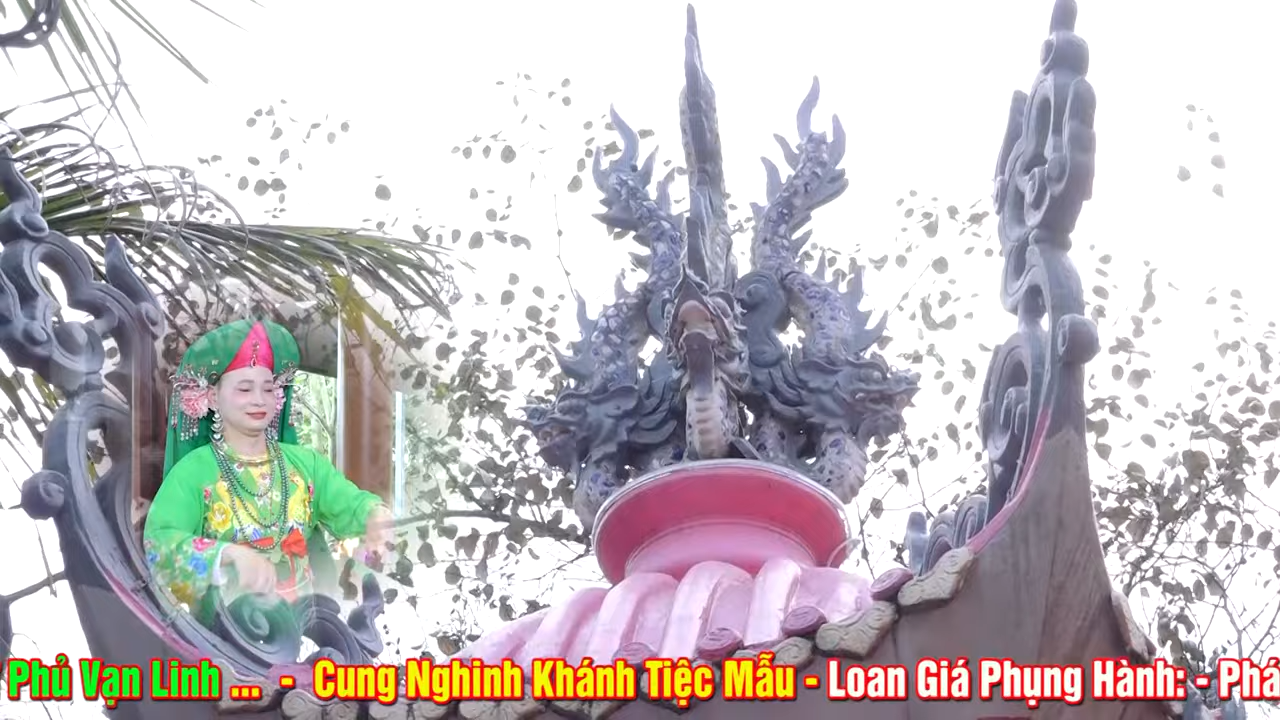 Phủ Vạn Linh ... - Cung Nghinh Khánh Tiệc Mẫu - Loan Giá Phụng Hành: - Phá